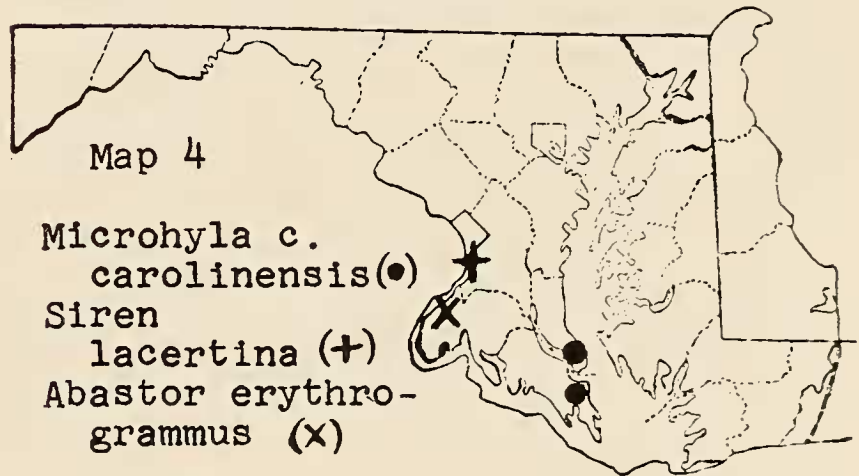 Map 4
Microhyla c.
carolinensis(●)
Siren
lacertina (+)
Abastor erythro-
grammus (x)